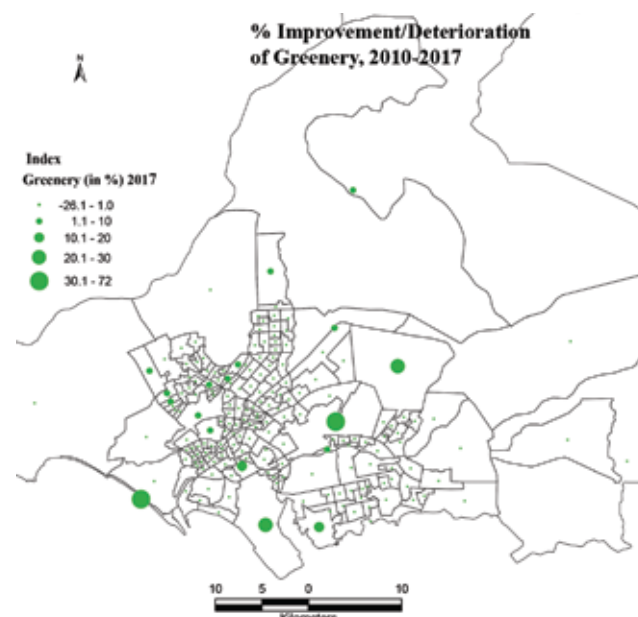 % Improvement/Deterioration
of Greenery, 2010-2017
N
Index
Greenery (in %) 2017
-26.1 - 1.0
1.1 - 10
10.1 - 20
20.1 - 30
30.1 - 72
10 5 0 10
Kilometers